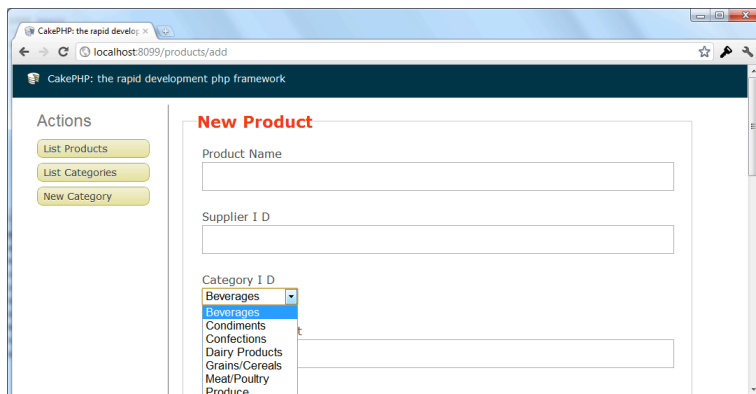 CakePHP: the rapid develop
localhost:8099/products/add
CakePHP: the rapid development php framework
Actions
List Products
List Categories
New Category
New Product
Product Name
Supplier I D
Category I D
Beverages
Beverages
Condiments
Confections
Dairy Products
Grains/Cereals
Meat/Poultry
Produce